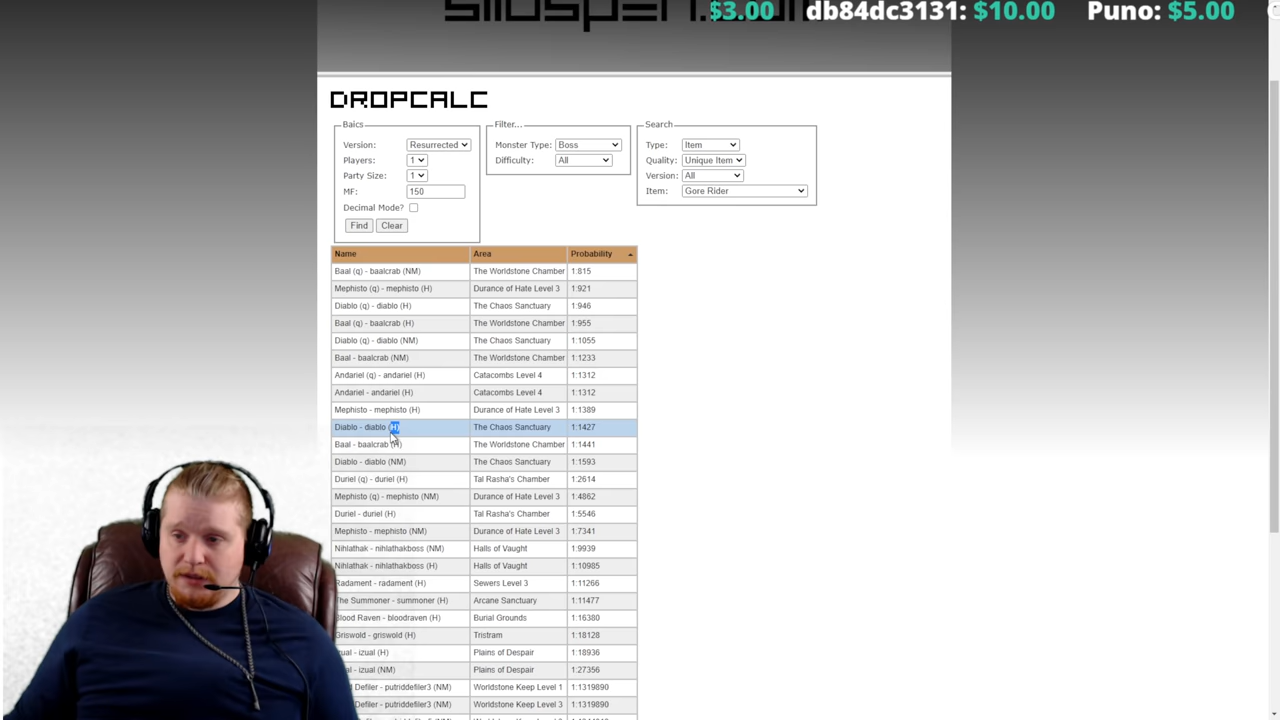 $3.00 db84dc3131: $10.00 Puno: $5.00
DROPCALC
Baics
Version: Resurrected
Players: 1
Party Size: 1
MF: 150
Decimal Mode?
Find Clear
Filter...
Monster Type: Boss
Difficulty: All
Search
Type: Item
Quality: Unique Item
Version: All
Item: Gore Rider
Name Area Probability
Baal (q) - baalcrab (NM) The Worldstone Chamber 1:815
Mephisto (q) - mephisto (H) Durance of Hate Level 3 1:921
Diablo (q) - diablo (H) The Chaos Sanctuary 1:946
Baal (q) - baalcrab (H) The Worldstone Chamber 1:955
Diablo (q) - diablo (NM) The Chaos Sanctuary 1:1055
Baal - baalcrab (NM) The Worldstone Chamber 1:1233
Andariel (q) - andariel (H) Catacombs Level 4 1:1312
Andariel - andariel (H) Catacombs Level 4 1:1312
Mephisto - mephisto (H) Durance of Hate Level 3 1:1389
Diablo - diablo (H) The Chaos Sanctuary 1:1427
Baal - baalcrab (H) The Worldstone Chamber 1:1441
Diablo - diablo (NM) The Chaos Sanctuary 1:1593
Duriel (q) - duriel (H) Tal Rasha's Chamber 1:2614
Mephisto (q) - mephisto (NM) Durance of Hate Level 3 1:4862
Duriel - duriel (H) Tal Rasha's Chamber 1:5546
Mephisto - mephisto (NM) Durance of Hate Level 3 1:7341
Nihlathak - nihlathakboss (NM) Halls of Vaught 1:9939
Nihlathak - nihlathakboss (H) Halls of Vaught 1:10985
Radament - radament (H) Sewers Level 3 1:11266
The Summoner - summoner (H) Arcane Sanctuary 1:11477
Blood Raven - bloodraven (H) Burial Grounds 1:16380
Griswold - griswold (H) Tristram 1:18128
- izual (H) Plains of Despair 1:18936
- izual (NM) Plains of Despair 1:27356
Defiler - putriddefiler3 (NM) Worldstone Keep Level 1 1:1319890
Defiler - putriddefiler3 (NM) Worldstone Keep Level 2 1:1319890